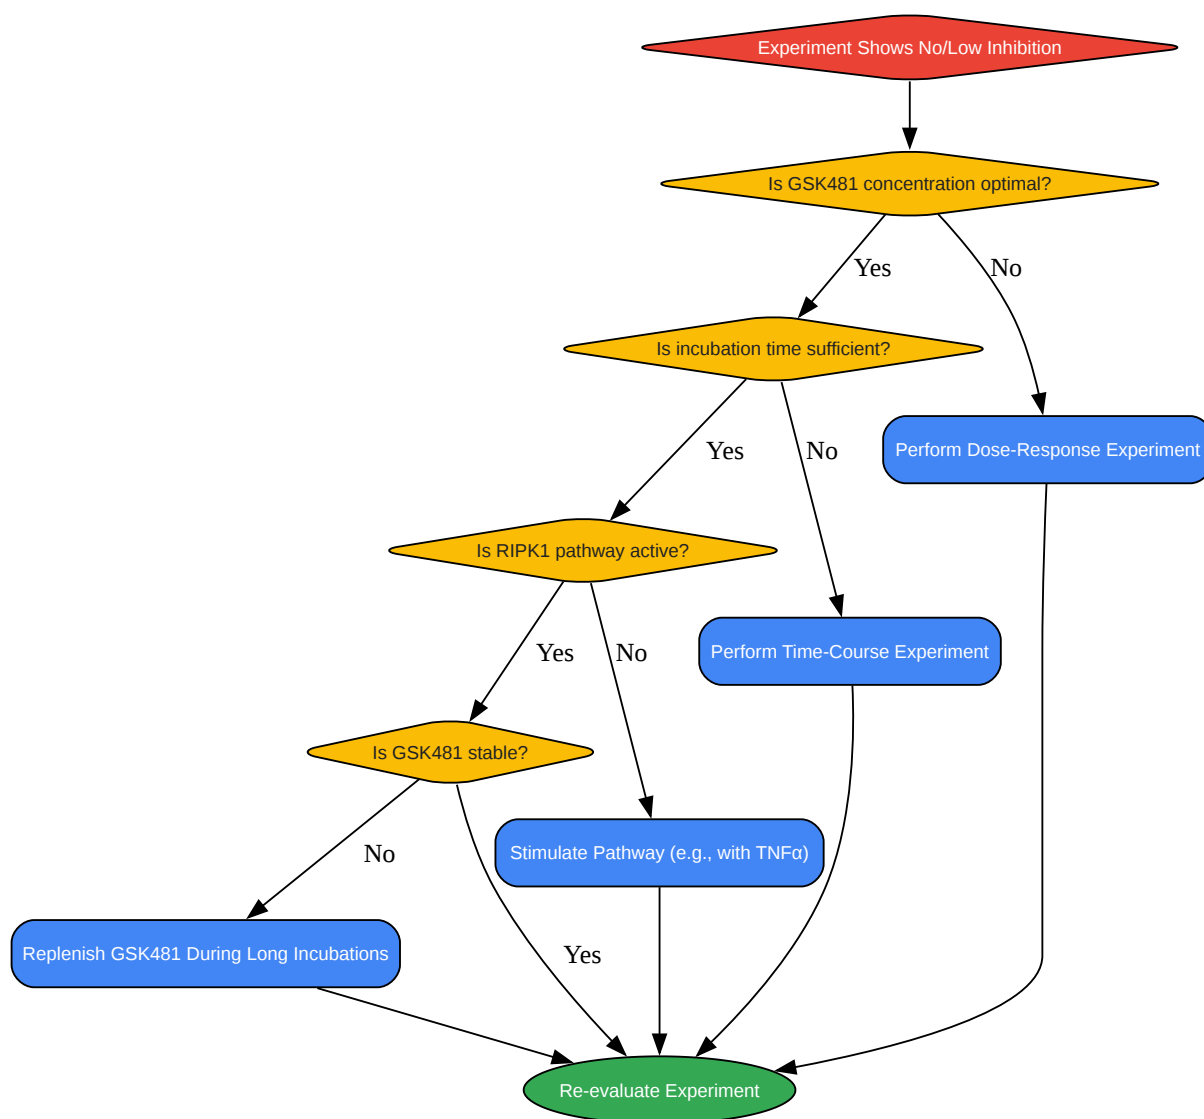 Experiment Shows No/Low Inhibition
Is GSK481 concentration optimal?
Yes
No
Is incubation time sufficient?
Yes
No
Perform Dose-Response Experiment
Is RIPK1 pathway active?
Yes
No
Perform Time-Course Experiment
Is GSK481 stable?
No
Stimulate Pathway (e.g., with TNFα)
Yes
Replenish GSK481 During Long Incubations
Re-evaluate Experiment